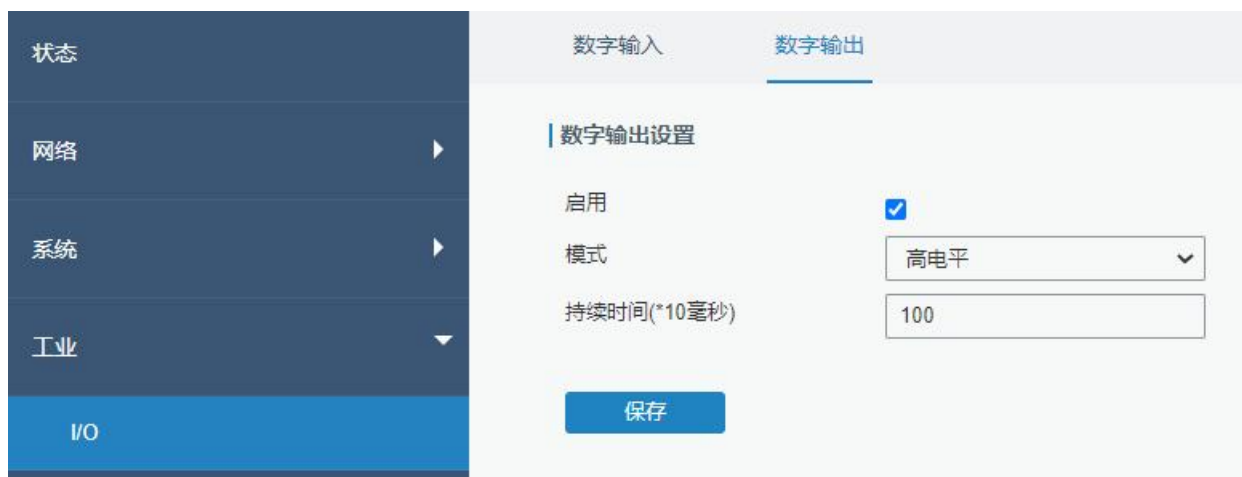 状态
网络
系统
工业
I/O
数字输入
数字输出
数字输出设置
启用
模式
高电平
持续时间(*10毫秒)
100
保存